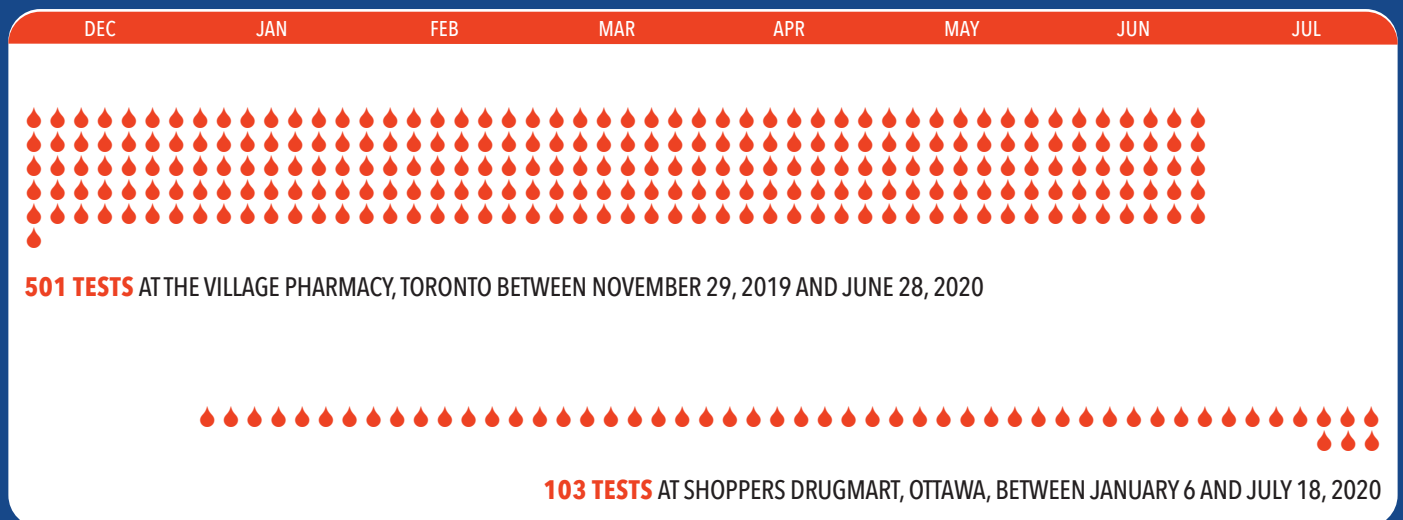 DEC JAN FEB MAR APR MAY JUN JUL
501 TESTS AT THE VILLAGE PHARMACY, TORONTO BETWEEN NOVEMBER 29, 2019 AND JUNE 28, 2020
103 TESTS AT SHOPPERS DRUGMART, OTTAWA, BETWEEN JANUARY 6 AND JULY 18, 2020